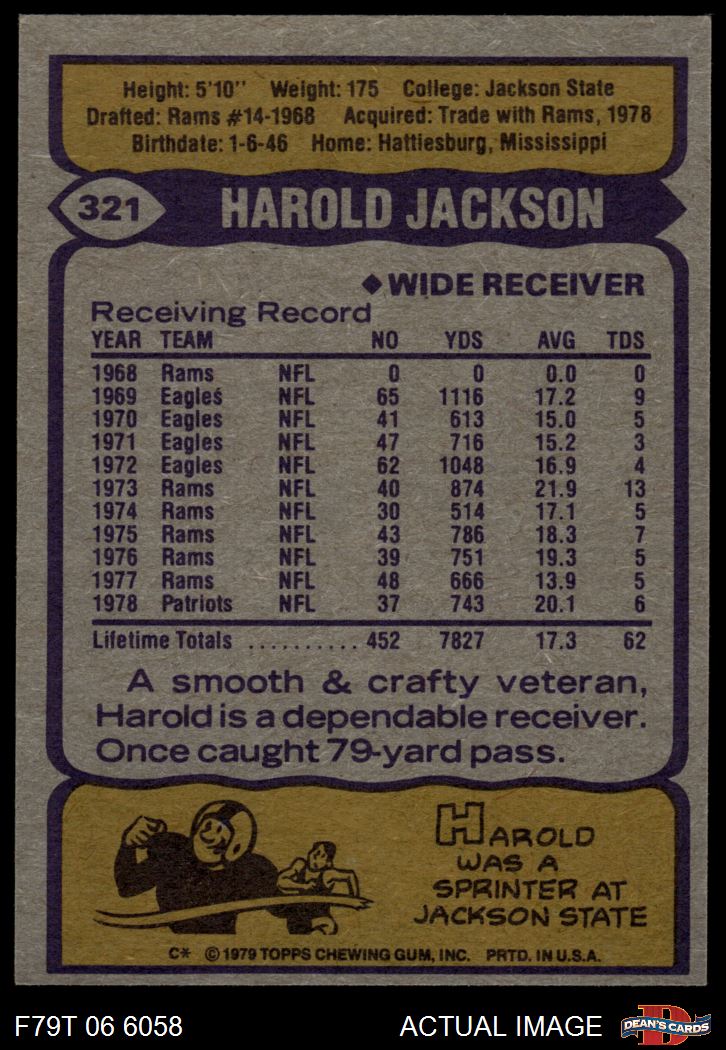 Height: 5'10" Weight: 175 College: Jackson State
Drafted: Rams #14-1968 Acquired: Trade with Rams, 1978
Birthdate: 1-6-46 Home: Hattiesburg, Mississippi
321 HAROLD JACKSON
◆WIDE RECEIVER
Receiving Record
YEAR TEAM NO YDS AVG TDS
1968 Rams NFL 0 0 0.0 0
1969 Eagles NFL 65 1116 17.2 9
1970 Eagles NFL 41 613 15.0 5
1971 Eagles NFL 47 716 15.2 3
1972 Eagles NFL 62 1048 16.9 4
1973 Rams NFL 40 874 21.9 13
1974 Rams NFL 30 514 17.1 5
1975 Rams NFL 43 786 18.3 7
1976 Rams NFL 39 751 19.3 5
1977 Rams NFL 48 666 13.9 5
1978 Patriots NFL 37 743 20.1 6
Lifetime Totals .......... 452 7827 17.3 62
A smooth & crafty veteran,
Harold is a dependable receiver.
Once caught 79-yard pass.
HAROLD
WAS A
SPRINTER AT
JACKSON STATE
C* © 1979 TOPPS CHEWING GUM, INC. PRTD. IN U.S.A.
F79T 06 6058 ACTUAL IMAGE D DEAN'S CARDS